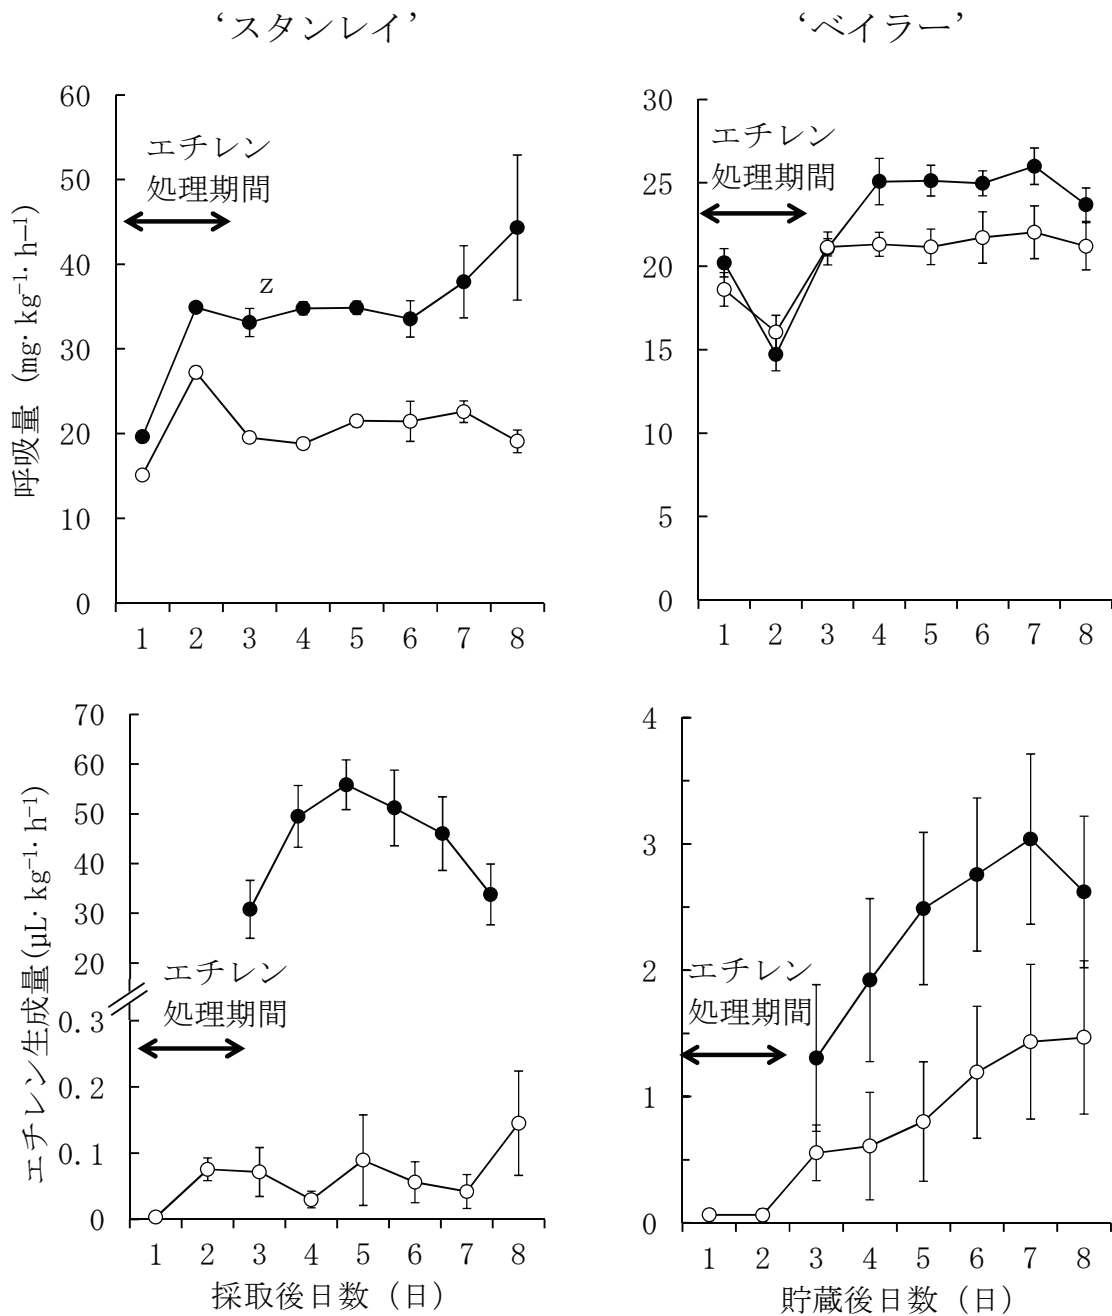 ‘スタンレイ’
‘ベイラー’
60
50
40
30
20
10
0
エチレン
処理期間
z
呼吸量 (mg·kg⁻¹·h⁻¹)
1 2 3 4 5 6 7 8
30
25
20
15
10
5
0
エチレン
処理期間
1 2 3 4 5 6 7 8
70
60
50
40
30
20
0.3
0.2
0.1
0
エチレン
処理期間
エチレン生成量(μL·kg⁻¹·h⁻¹)
1 2 3 4 5 6 7 8
採取後日数（日）
4
3
2
1
0
エチレン
処理期間
1 2 3 4 5 6 7 8
貯蔵後日数（日）